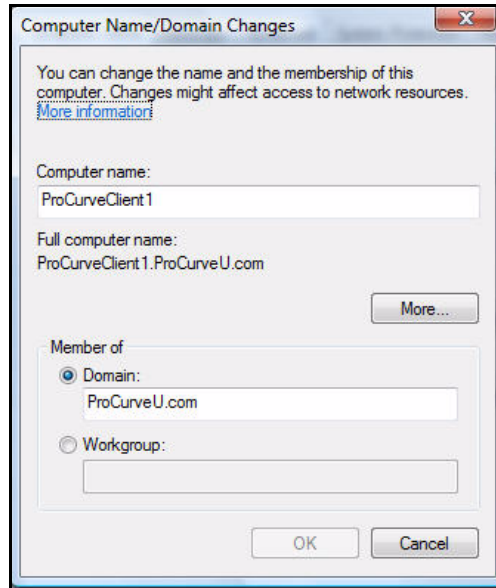 Computer Name/Domain Changes
You can change the name and the membership of this
computer. Changes might affect access to network resources.
More information
Computer name:
ProCurveClient1
Full computer name:
ProCurveClient1.ProCurveU.com
More...
Member of
Domain:
ProCurveU.com
Workgroup:
OK
Cancel